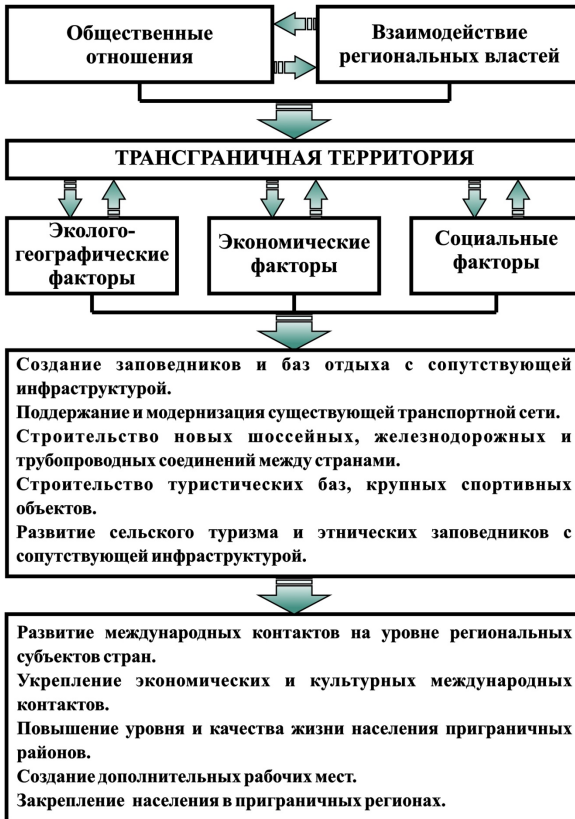 Общественные
отношения
Взаимодействие
региональных властей
ТРАНСГРАНИЧНАЯ ТЕРРИТОРИЯ
Эколого-
географические
факторы
Экономические
факторы
Социальные
факторы
Создание заповедников и баз отдыха с сопутствующей
инфраструктурой.
Поддержание и модернизация существующей транспортной сети.
Строительство новых шоссейных, железнодорожных и
трубопроводных соединений между странами.
Строительство туристических баз, крупных спортивных
объектов.
Развитие сельского туризма и этнических заповедников с
сопутствующей инфраструктурой.
Развитие международных контактов на уровне региональных
субъектов стран.
Укрепление экономических и культурных международных
контактов.
Повышение уровня и качества жизни населения приграничных
районов.
Создание дополнительных рабочих мест.
Закрепление населения в приграничных регионах.